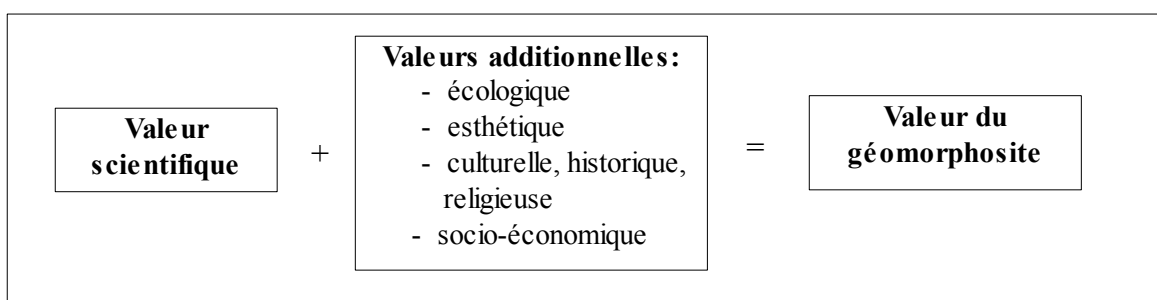 Valeur
scientifique
+
Valeurs additionnelles:
- écologique
- esthétique
- culturelle, historique,
religieuse
- socio-économique
=
Valeur du
géomorphosite